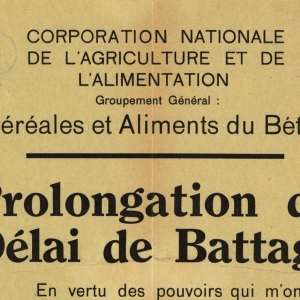 CORPORATION NATIONALE
DE L'AGRICULTURE ET DE
L'ALIMENTATION
Groupement Général :
éréales et Aliments du Bét
Prolongation d
Délai de Battag
En vertu des pouvoirs qui m'on